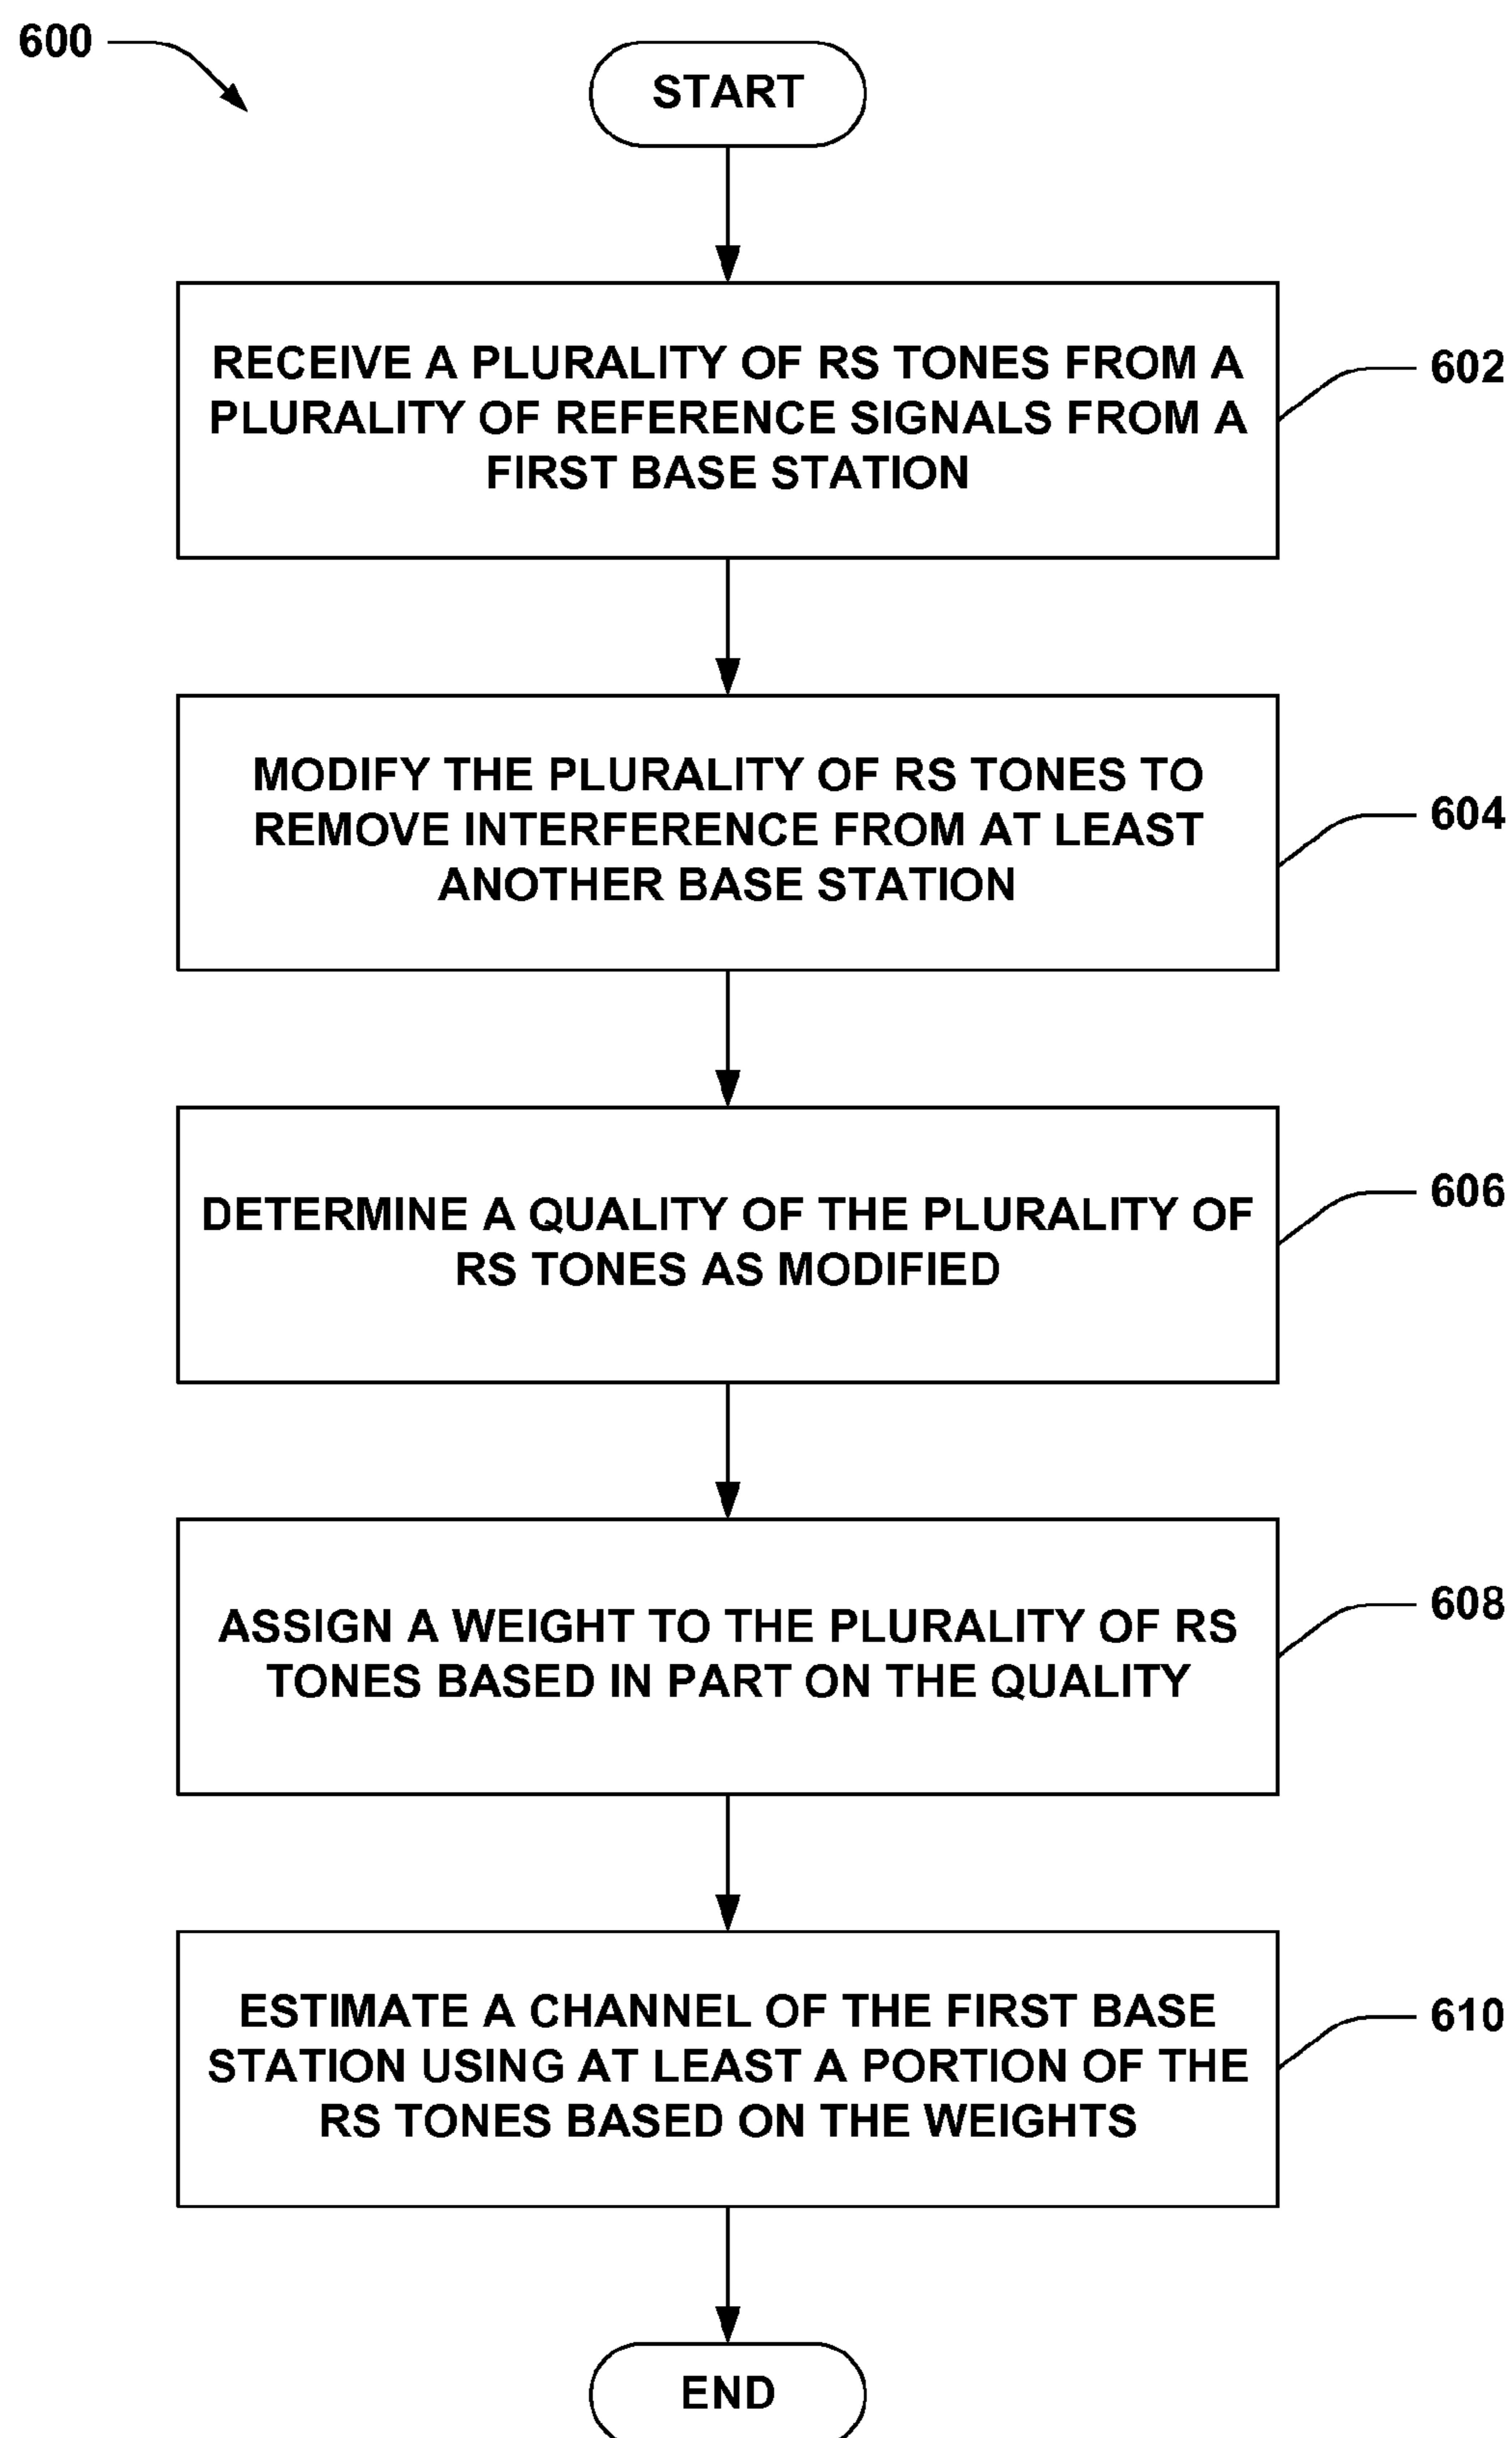 600
START
RECEIVE A PLURALITY OF RS TONES FROM A
PLURALITY OF REFERENCE SIGNALS FROM A
FIRST BASE STATION
602
MODIFY THE PLURALITY OF RS TONES TO
REMOVE INTERFERENCE FROM AT LEAST
ANOTHER BASE STATION
604
DETERMINE A QUALITY OF THE PLURALITY OF
RS TONES AS MODIFIED
606
ASSIGN A WEIGHT TO THE PLURALITY OF RS
TONES BASED IN PART ON THE QUALITY
608
ESTIMATE A CHANNEL OF THE FIRST BASE
STATION USING AT LEAST A PORTION OF THE
RS TONES BASED ON THE WEIGHTS
610
END